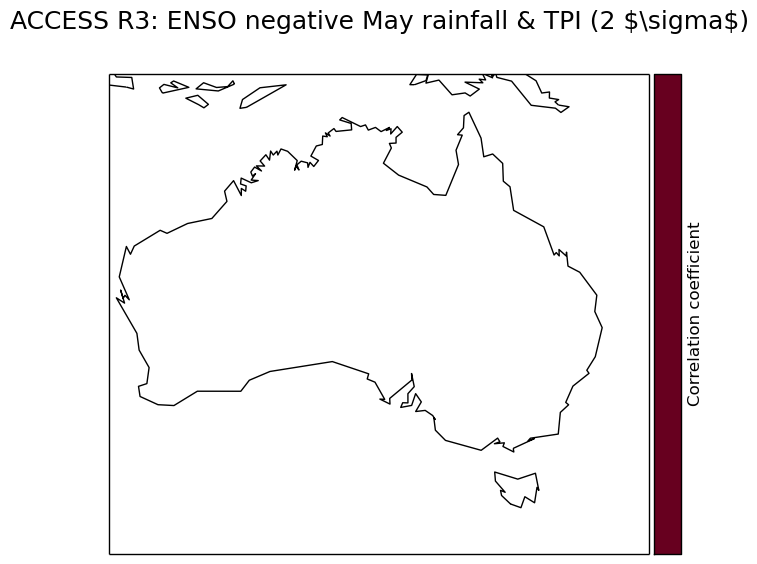 ACCESS R3: ENSO negative May rainfall & TPI (2 $\sigma$)
Correlation coefficient